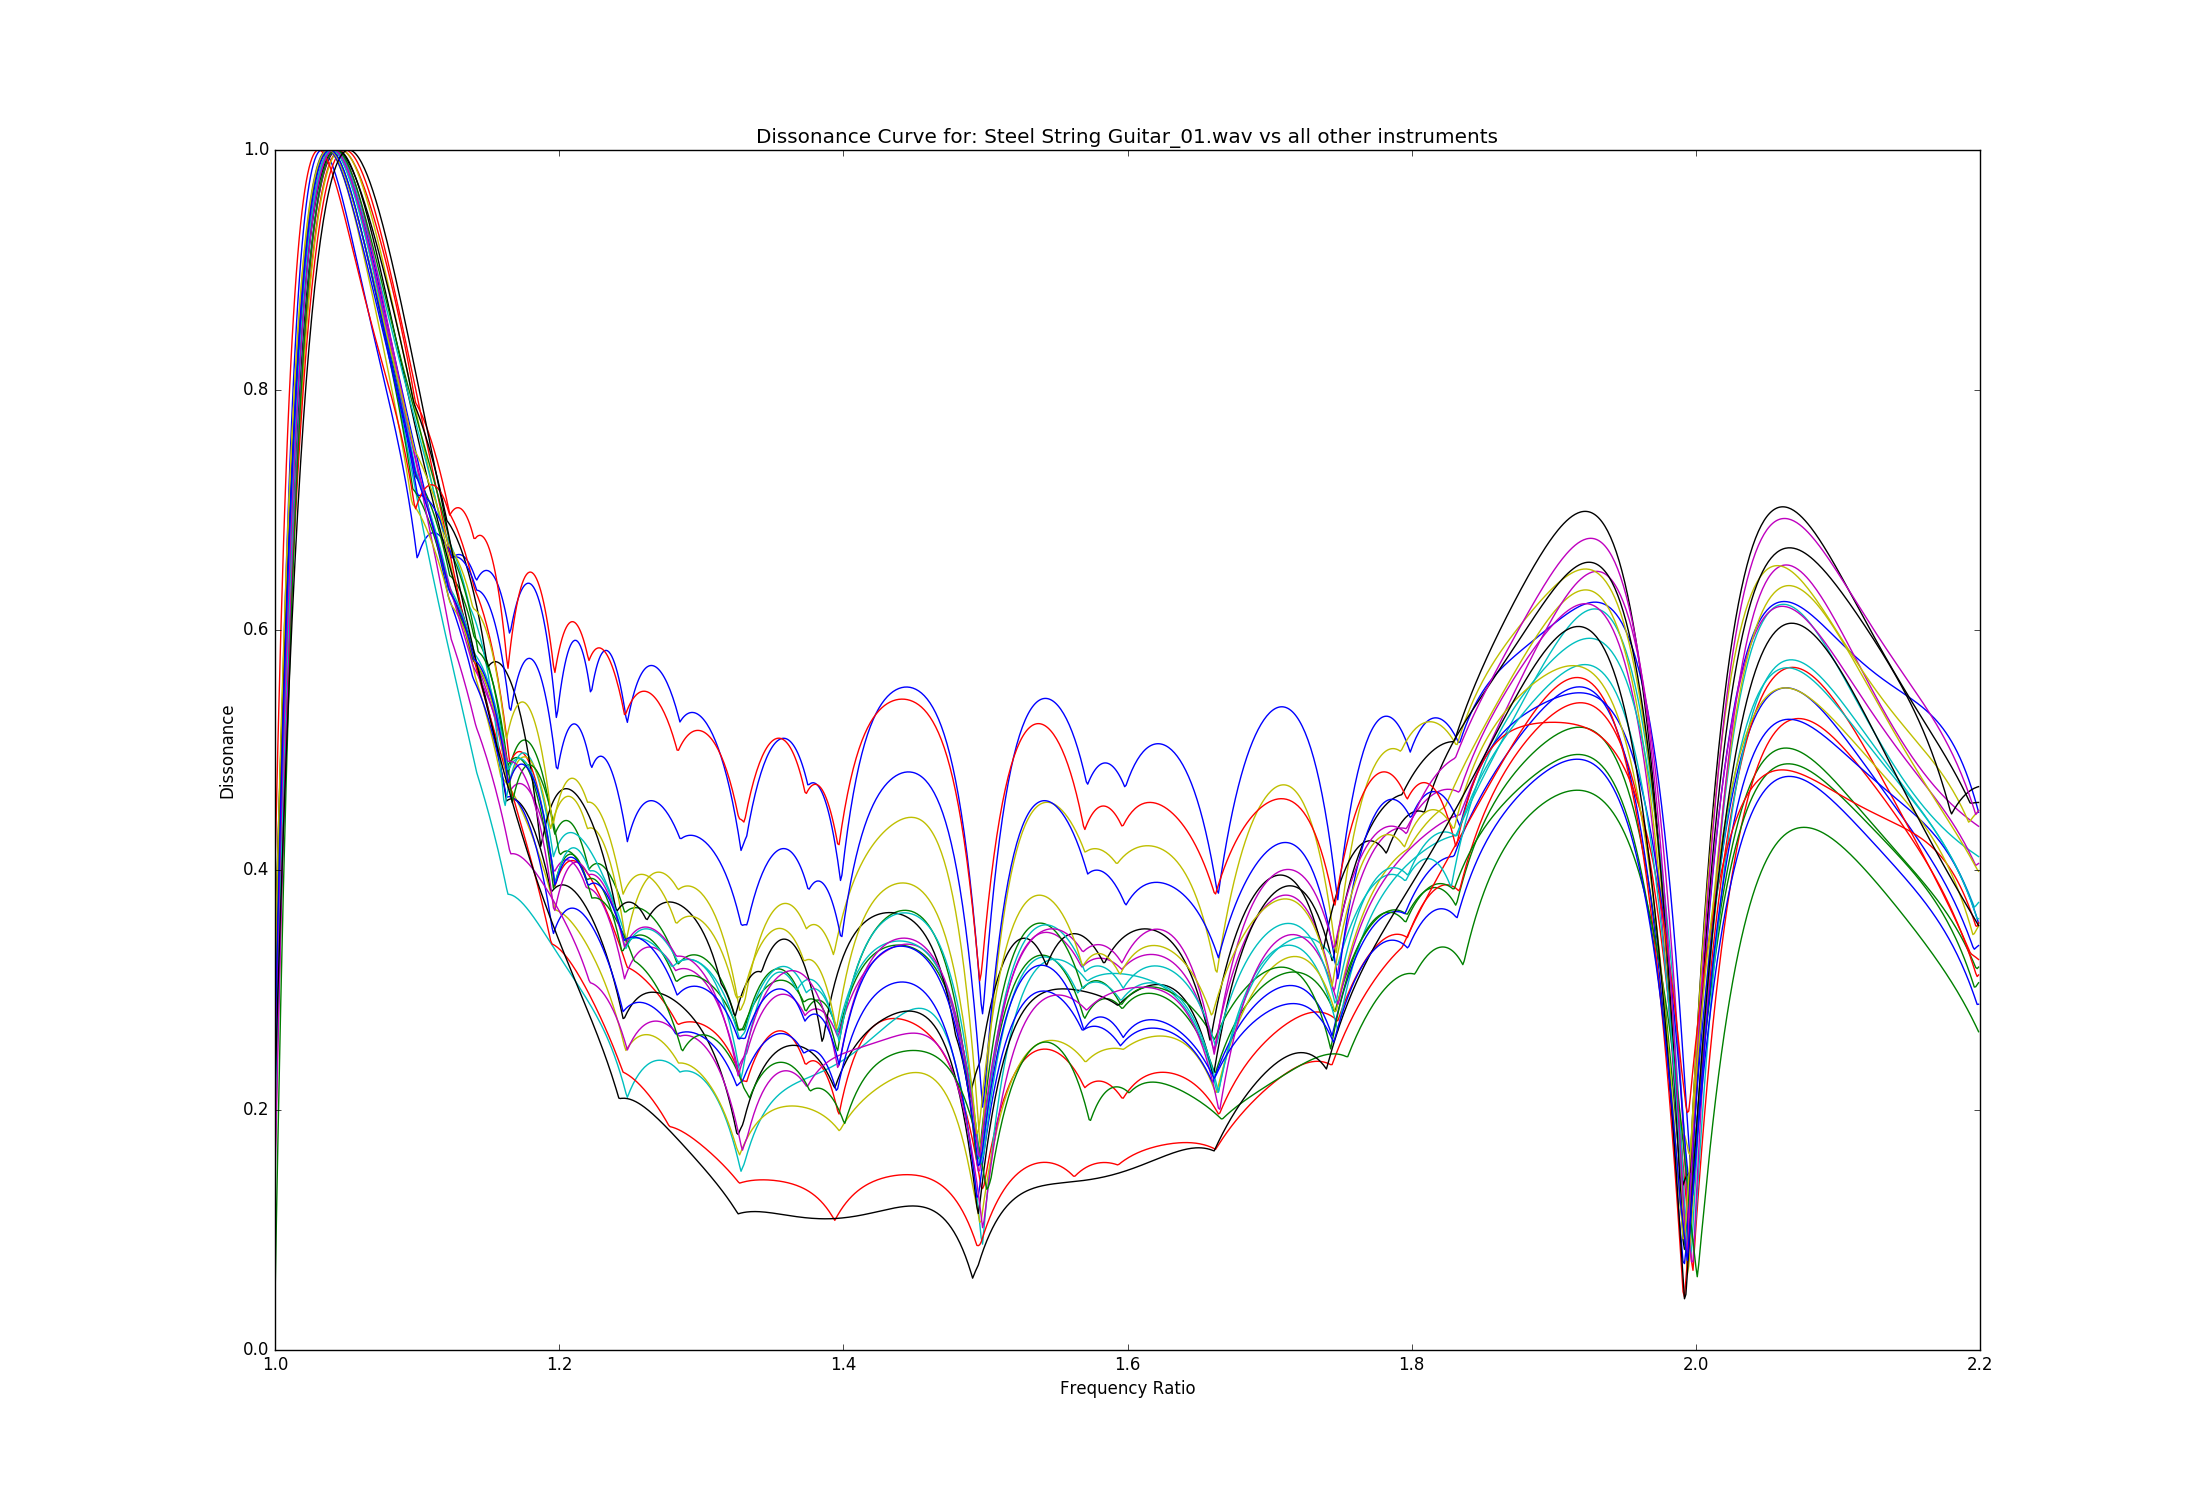 Dissonance Curve for: Steel String Guitar_01.wav vs all other instruments
1.0
0.8
0.6
0.4
0.2
0.0
Dissonance
1.0 1.2 1.4 1.6 1.8 2.0 2.2
Frequency Ratio